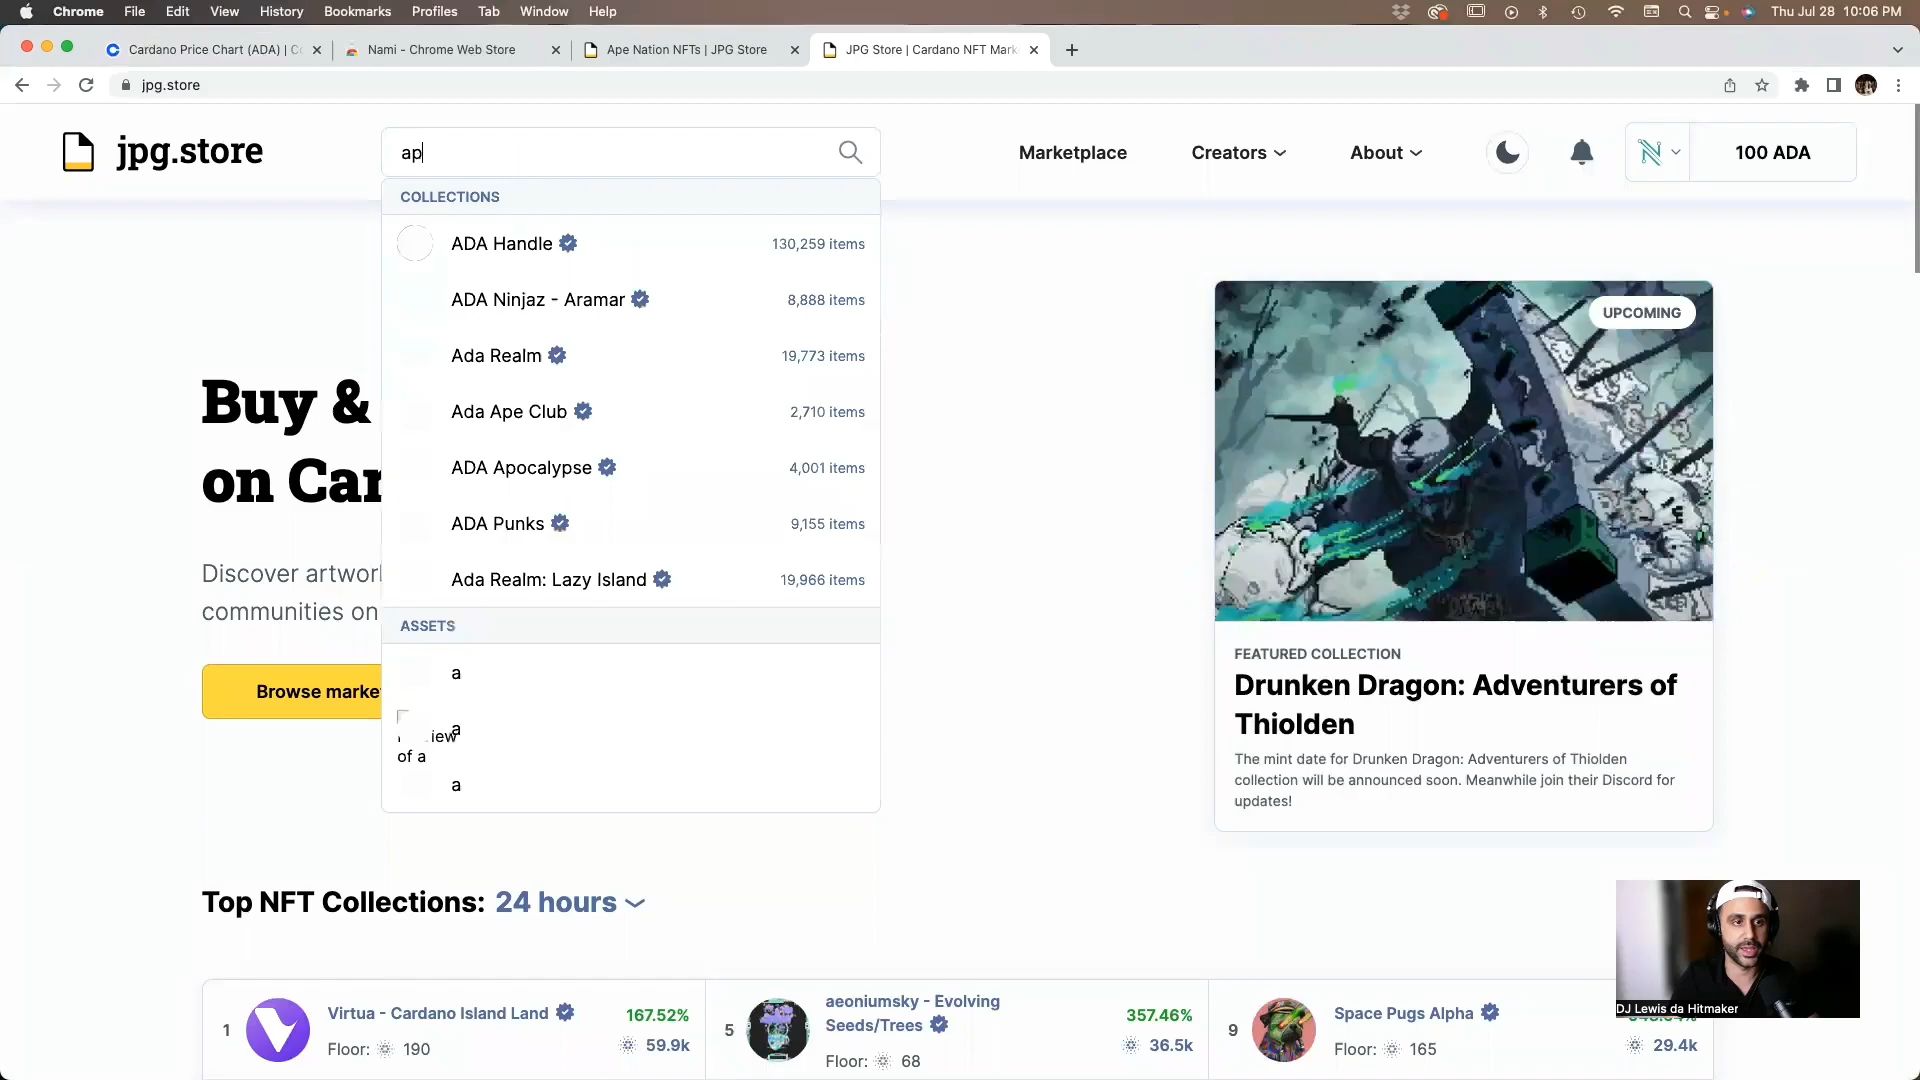 Chrome File Edit View History Bookmarks Profiles Tab Window Help Thu Jul 28 10:06 PM
Cardano Price Chart (ADA) | Nami - Chrome Web Store Ape Nation NFTs | JPG Store JPG Store | Cardano NFT Mark
jpg.store
jpg.store ap Marketplace Creators About 100 ADA
COLLECTIONS
ADA Handle 130,259 items
ADA Ninjaz - Aramar 8,888 items
Ada Realm 19,773 items
Ada Ape Club 2,710 items
ADA Apocalypse 4,001 items
ADA Punks 9,155 items
Ada Realm: Lazy Island 19,966 items
ASSETS
a
a
iew
of a
a
Buy &
on Car
Discover artwor
communities on
Browse marke
UPCOMING
FEATURED COLLECTION
Drunken Dragon: Adventurers of
Thiolden
The mint date for Drunken Dragon: Adventurers of Thiolden
collection will be announced soon. Meanwhile join their Discord for
updates!
Top NFT Collections: 24 hours
1 Virtua - Cardano Island Land 167.52%
Floor: 190 59.9k
5 aeoniumsky - Evolving
Seeds/Trees 357.46%
Floor: 68 36.5k
9 Space Pugs Alpha
Floor: 165 29.4k
DJ Lewis da Hitmaker